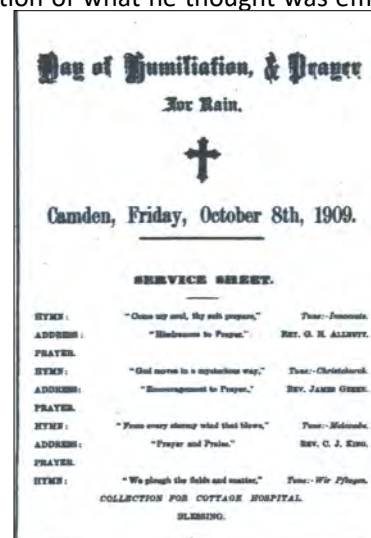 tion of what he thought was em
Day of Humiliation, & Prayer
For Rain.
Camden, Friday, October 8th, 1909.
SERVICE SHEET.
HYMN: "Come my soul, thy suit prepare," Tune:- Innocents.
ADDRESS: "Hindrances to Prayer." REV. G. H. ALLNUTT.
PRAYER.
HYMN: "God moves in a mysterious way," Tune:- Christchurch.
ADDRESS: "Encouragement to Prayer," REV. JAMES GREEN.
PRAYER.
HYMN: "From every stormy wind that blows," Tune:- Melcombe.
ADDRESS: "Prayer and Praise." REV. C. J. KING.
PRAYER.
HYMN: "We plough the fields and scatter," Tune:- Wir Pflugen.
COLLECTION FOR COTTAGE HOSPITAL.
BLESSING.